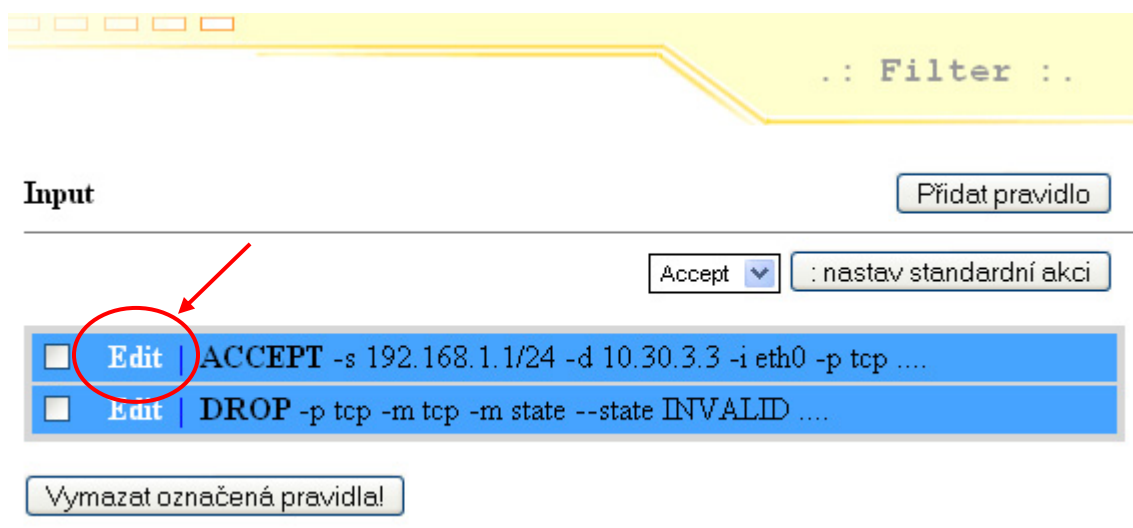 .: Filter :.
Input
Přidat pravidlo
Accept : nastav standardní akci
Edit | ACCEPT -s 192.168.1.1/24 -d 10.30.3.3 -i eth0 -p tcp ....
Edit | DROP -p tcp -m tcp -m state --state INVALID ....
Vymazat označená pravidla!